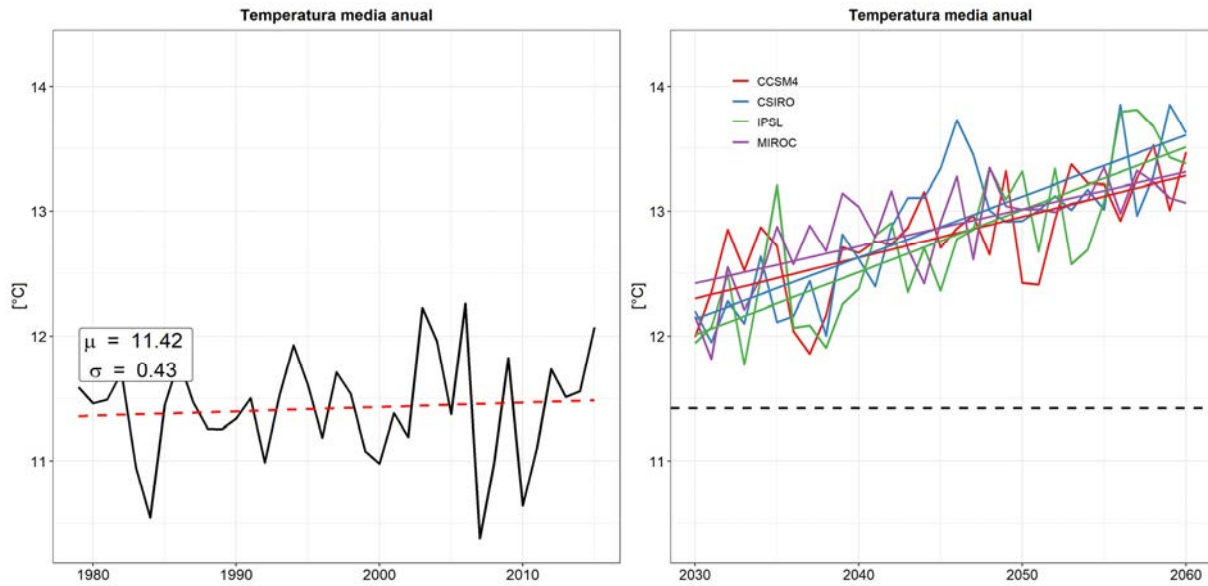 Temperatura media anual
[°C]
14
13
12
11
μ = 11.42
σ = 0.43
1980
1990
2000
2010
Temperatura media anual
[°C]
14
13
12
11
CCSM4
CSIRO
IPSL
MIROC
2030
2040
2050
2060